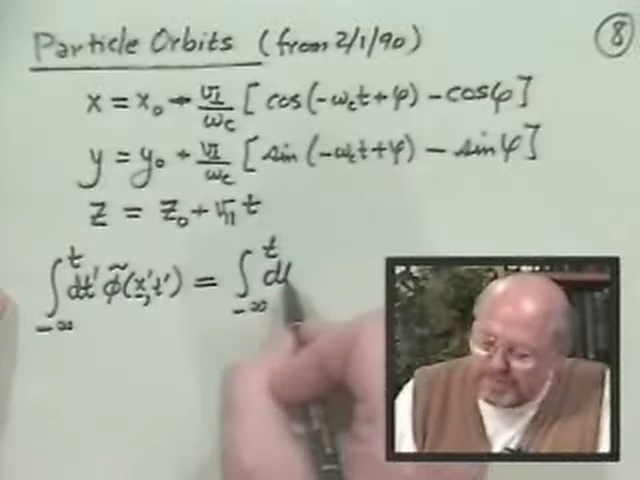 Particle Orbits (from 2/1/90) ⑧
x = x₀ + v⊥/ω_c [ cos(-ω_c t + φ) - cos φ ]
y = y₀ + v⊥/ω_c [ sin(-ω_c t + φ) - sin φ ]
z = z₀ + v∥ t
∫_{-∞}^{t} dt' φ̃(x̲', t') = ∫_{-∞}^{t} dt